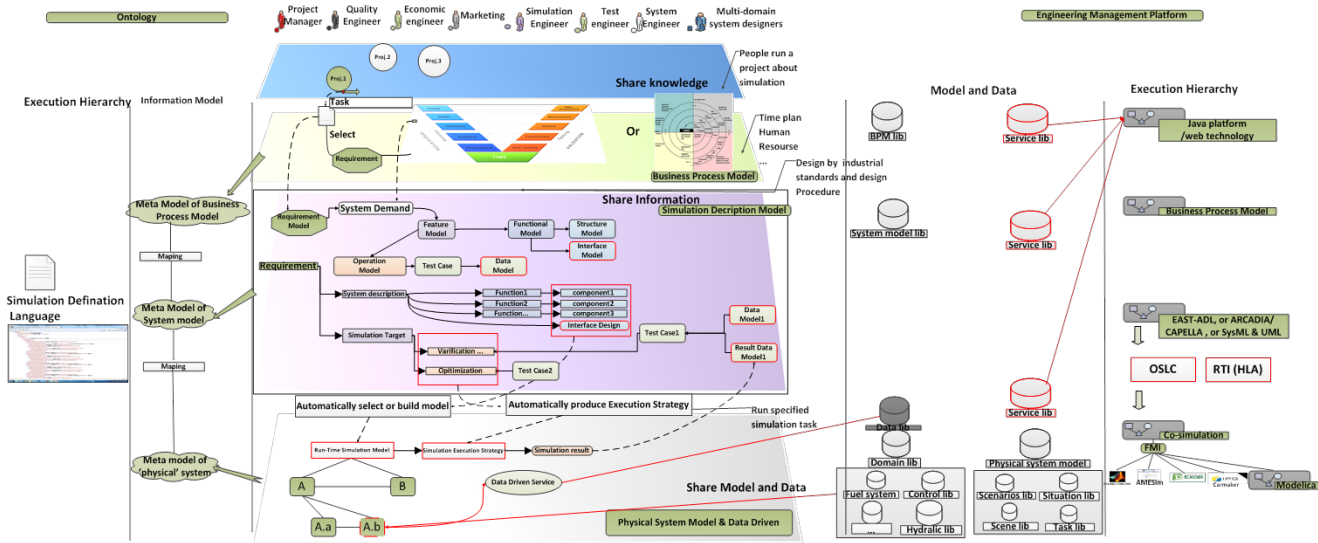 Ontology
Project
Manager
Quality
Engineer
Economic
engineer
Marketing
Simulation
Engineer
Test
engineer
System
Engineer
Multi-domain
system designers
Engineering Management Platform
Proj.1
Proj.2
Proj.3
Share knowledge
People run a
project about
simulation
Execution Hierarchy
Information Model
Task
Select
Requirement
Or
Business Process Model
Time plan
Human
Resourse
...
Design by industrial
standards and design
Procedure
Model and Data
Execution Hierarchy
BPM lib
Service lib
Java platform
/web technology
Meta Model of Business
Process Model
Maping
Share Information
Simulation Decription Model
Requirement
Model
System Demand
Feature
Model
Functional
Model
Structure
Model
Interface
Model
Operation
Model
Test Case
Data
Model
System model lib
Service lib
Business Process Model
Simulation Defination
Language
Meta Model of
System model
Maping
Requirement
System description
Function1
Function2
Function...
component1
component2
component3
Interface Design
Simulation Target
Varification ...
Opitimization
Test Case1
Test Case2
Data
Model1
Result Data
Model1
EAST-ADL, or ARCADIA/
CAPELLA , or SysML & UML
OSLC
RTI (HLA)
Automatically select or build model
Automatically produce Execution Strategy
Run specified
simulation task
Data lib
Service lib
Co-simulation
FMI
Meta model of
'physical' system
Run-Time Simulation Model
Simulation Execution Strategy
Simulation result
A
B
A.a
A.b
Data Driven Service
Share Model and Data
Physical System Model & Data Driven
Domain lib
Physical system model
Fuel system
Control lib
...
Hydralic lib
Scenarios lib
Situation lib
Scene lib
Task lib
AMESim
Modelica